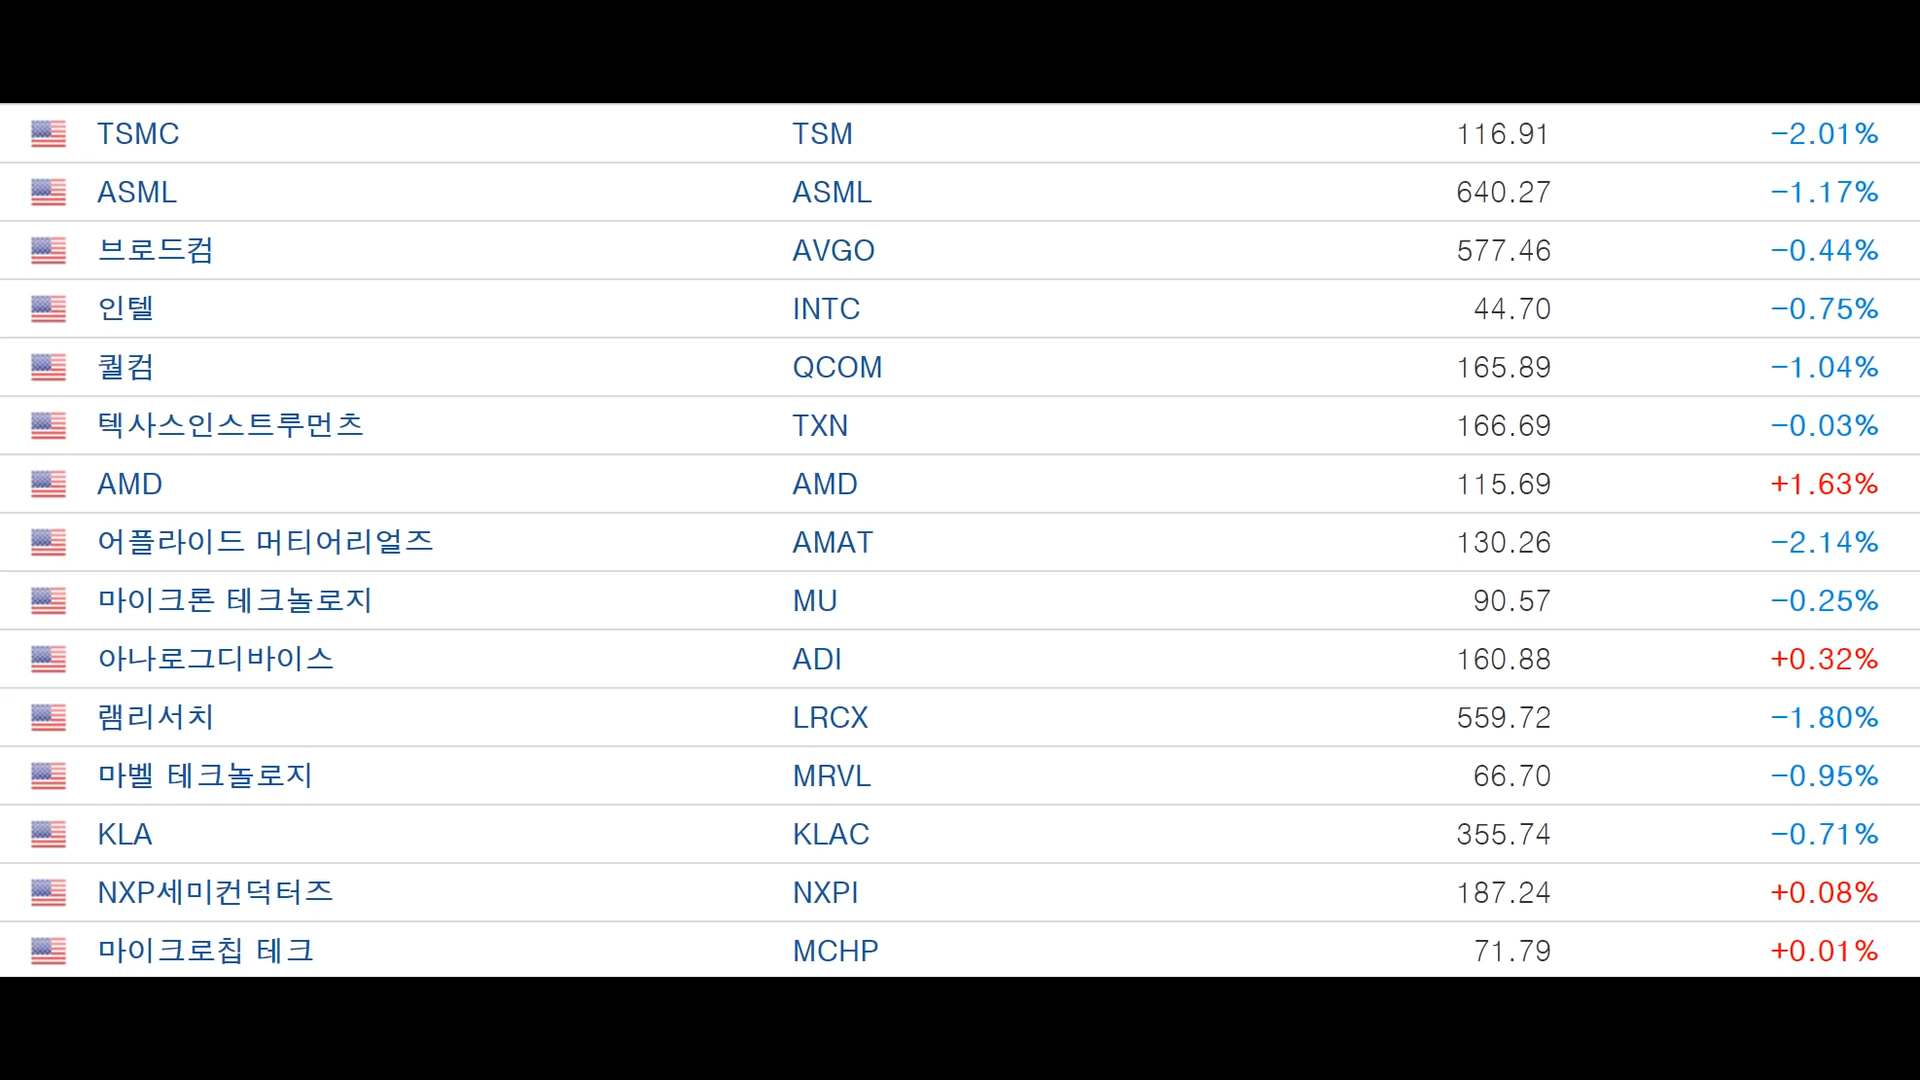 TSMC TSM 116.91 -2.01%
ASML ASML 640.27 -1.17%
브로드컴 AVGO 577.46 -0.44%
인텔 INTC 44.70 -0.75%
퀄컴 QCOM 165.89 -1.04%
텍사스인스트루먼츠 TXN 166.69 -0.03%
AMD AMD 115.69 +1.63%
어플라이드 머티어리얼즈 AMAT 130.26 -2.14%
마이크론 테크놀로지 MU 90.57 -0.25%
아나로그디바이스 ADI 160.88 +0.32%
램리서치 LRCX 559.72 -1.80%
마벨 테크놀로지 MRVL 66.70 -0.95%
KLA KLAC 355.74 -0.71%
NXP세미컨덕터즈 NXPI 187.24 +0.08%
마이크로칩 테크 MCHP 71.79 +0.01%